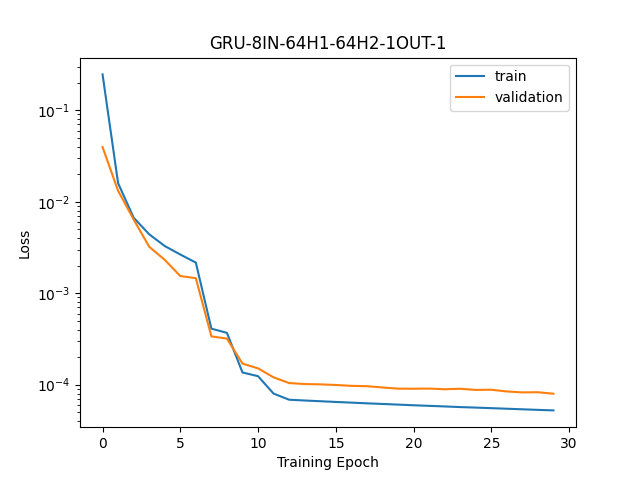 GRU-8IN-64H1-64H2-1OUT-1
train
validation
10⁻¹
10⁻²
10⁻³
10⁻⁴
Loss
0 5 10 15 20 25 30
Training Epoch